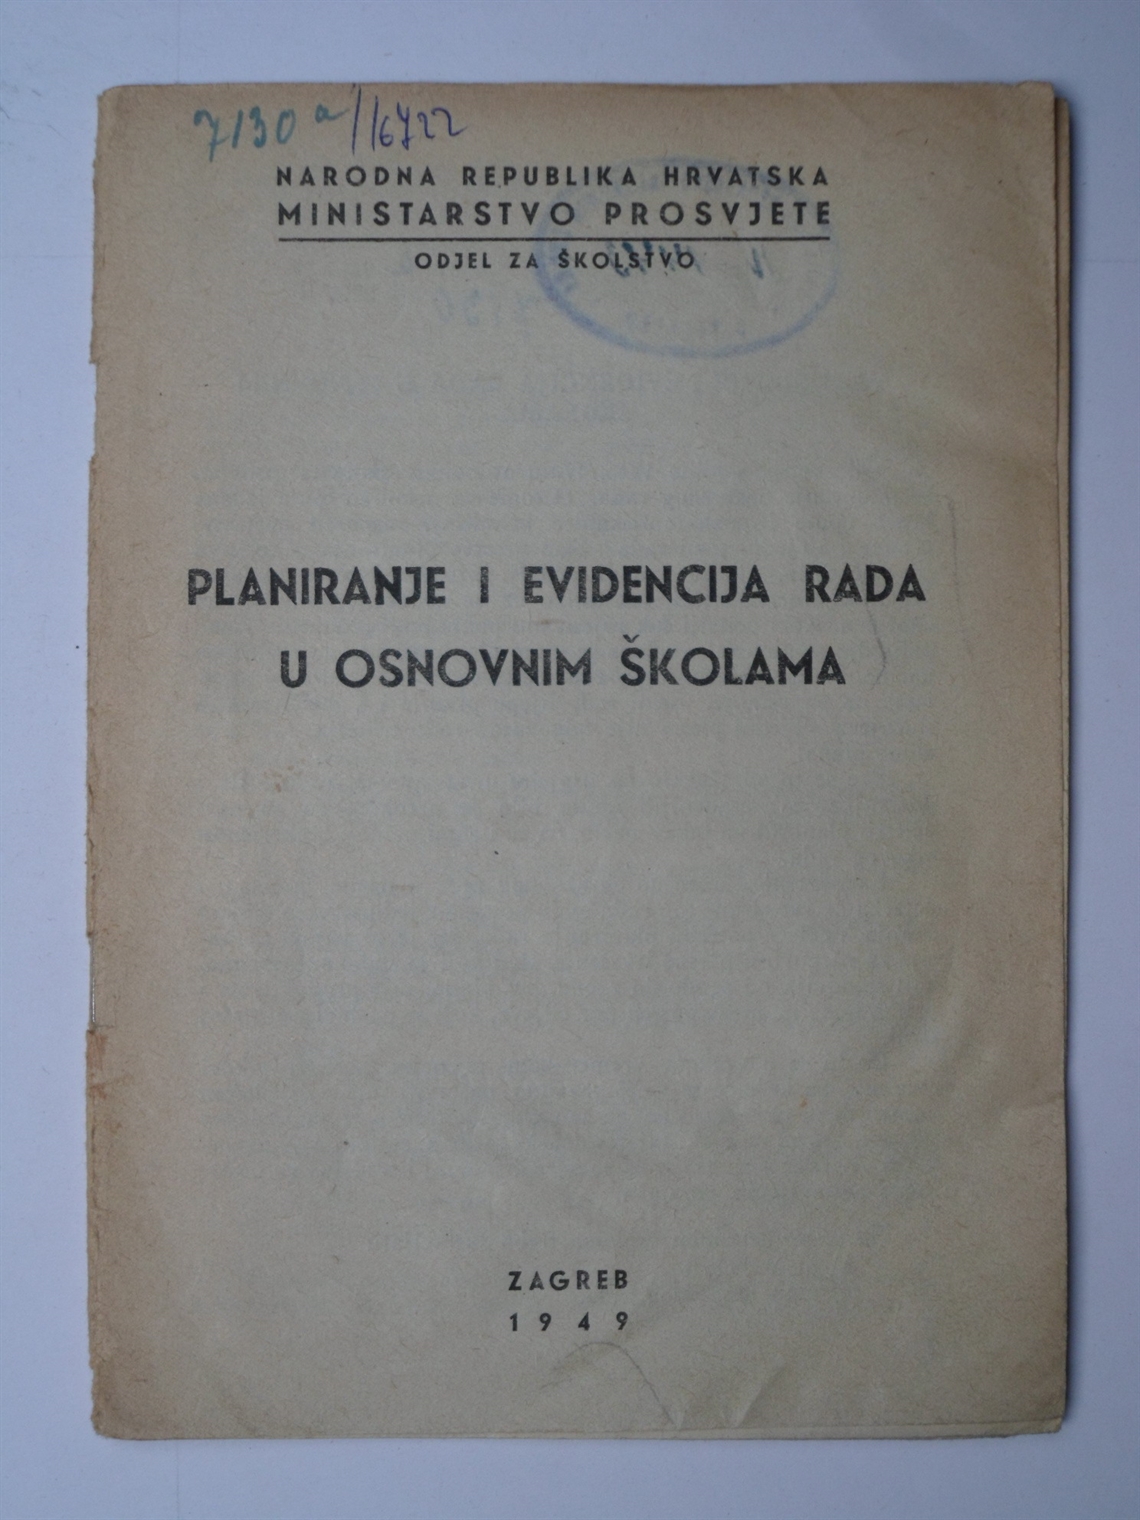 7130 a/16722
NARODNA REPUBLIKA HRVATSKA
MINISTARSTVO PROSVJETE
ODJEL ZA ŠKOLSTVO
PLANIRANJE I EVIDENCIJA RADA
U OSNOVNIM ŠKOLAMA
ZAGREB
1949